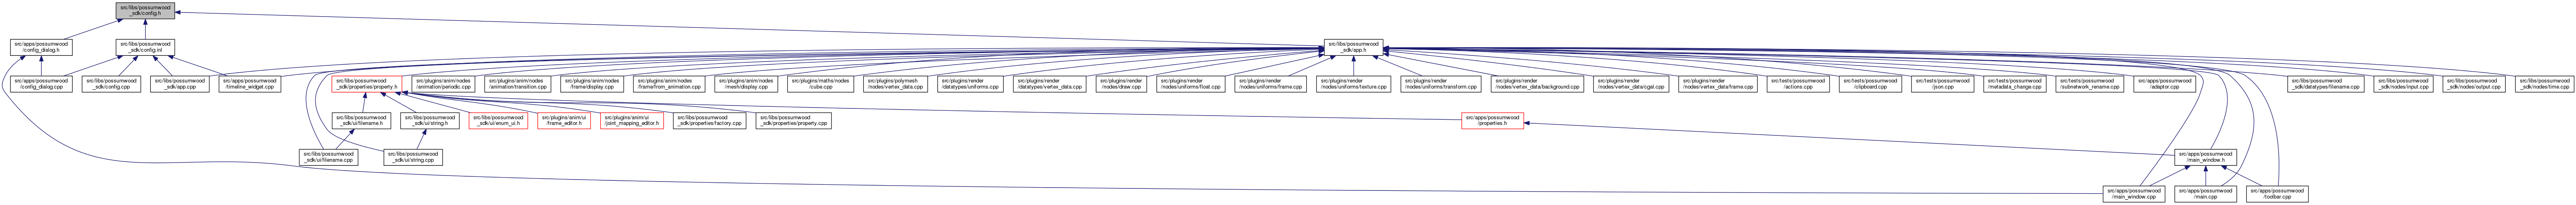 src/libs/possumwood
_sdk/config.h
src/apps/possumwood
/config_dialog.h
src/libs/possumwood
_sdk/config.inl
src/libs/possumwood
_sdk/app.h
src/apps/possumwood
/config_dialog.cpp
src/libs/possumwood
_sdk/config.cpp
src/libs/possumwood
_sdk/app.cpp
src/apps/possumwood
/timeline_widget.cpp
src/libs/possumwood
_sdk/properties/property.h
src/plugins/anim/nodes
/animation/periodic.cpp
src/plugins/anim/nodes
/animation/transition.cpp
src/plugins/anim/nodes
/frame/display.cpp
src/plugins/anim/nodes
/frame/from_animation.cpp
src/plugins/anim/nodes
/mesh/display.cpp
src/plugins/maths/nodes
/cube.cpp
src/plugins/polymesh
/nodes/vertex_data.cpp
src/plugins/render
/datatypes/uniforms.cpp
src/plugins/render
/datatypes/vertex_data.cpp
src/plugins/render
/nodes/draw.cpp
src/plugins/render
/nodes/uniforms/float.cpp
src/plugins/render
/nodes/uniforms/frame.cpp
src/plugins/render
/nodes/uniforms/texture.cpp
src/plugins/render
/nodes/uniforms/transform.cpp
src/plugins/render
/nodes/vertex_data/background.cpp
src/plugins/render
/nodes/vertex_data/cgal.cpp
src/plugins/render
/nodes/vertex_data/frame.cpp
src/tests/possumwood
/actions.cpp
src/tests/possumwood
/clipboard.cpp
src/tests/possumwood
/json.cpp
src/tests/possumwood
/metadata_change.cpp
src/tests/possumwood
/subnetwork_rename.cpp
src/apps/possumwood
/adaptor.cpp
src/libs/possumwood
_sdk/datatypes/filename.cpp
src/libs/possumwood
_sdk/nodes/input.cpp
src/libs/possumwood
_sdk/nodes/output.cpp
src/libs/possumwood
_sdk/nodes/time.cpp
src/libs/possumwood
_sdk/ui/filename.h
src/libs/possumwood
_sdk/ui/string.h
src/libs/possumwood
_sdk/ui/enum_ui.h
src/plugins/anim/ui
/frame_editor.h
src/plugins/anim/ui
/joint_mapping_editor.h
src/libs/possumwood
_sdk/properties/factory.cpp
src/libs/possumwood
_sdk/properties/property.cpp
src/apps/possumwood
/properties.h
src/libs/possumwood
_sdk/ui/filename.cpp
src/libs/possumwood
_sdk/ui/string.cpp
src/apps/possumwood
/main_window.h
src/apps/possumwood
/main_window.cpp
src/apps/possumwood
/main.cpp
src/apps/possumwood
/toolbar.cpp